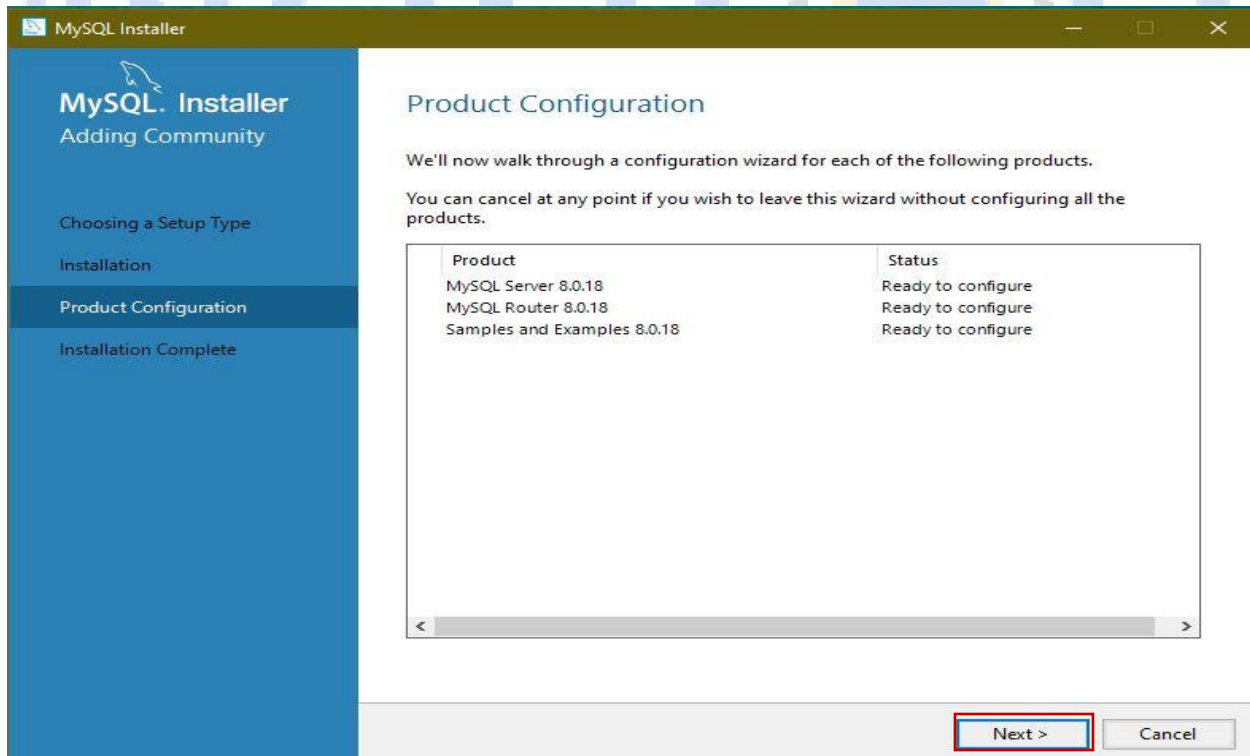 MySQL Installer
MySQL. Installer
Adding Community
Choosing a Setup Type
Installation
Product Configuration
Installation Complete
Product Configuration
We'll now walk through a configuration wizard for each of the following products.
You can cancel at any point if you wish to leave this wizard without configuring all the
products.
Product Status
MySQL Server 8.0.18 Ready to configure
MySQL Router 8.0.18 Ready to configure
Samples and Examples 8.0.18 Ready to configure
Next > Cancel